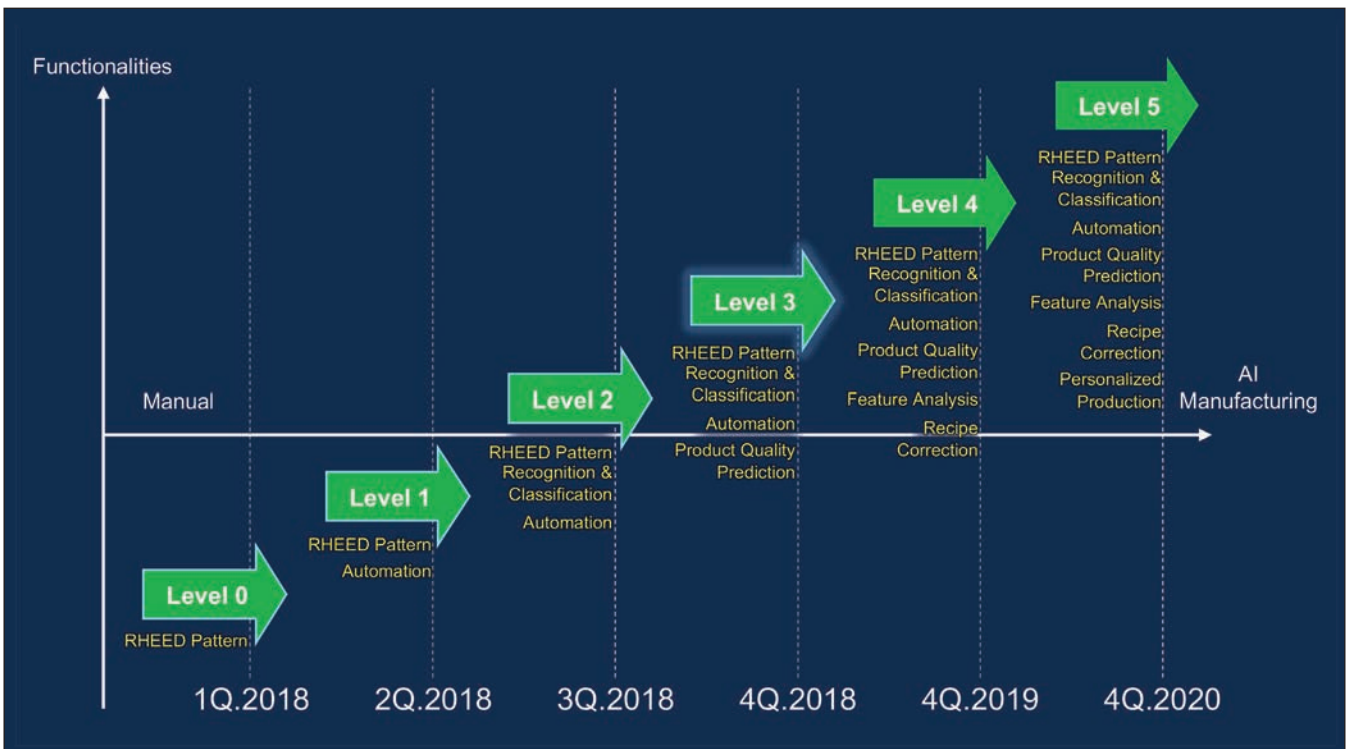 Functionalities
Level 5
RHEED Pattern
Recognition &
Classification
Automation
Product Quality
Prediction
Feature Analysis
Recipe
Correction
Personalized
Production
Level 4
RHEED Pattern
Recognition &
Classification
Automation
Product Quality
Prediction
Feature Analysis
Recipe
Correction
Level 3
RHEED Pattern
Recognition &
Classification
Automation
Product Quality
Prediction
Level 2
RHEED Pattern
Recognition &
Classification
Automation
Level 1
RHEED Pattern
Automation
Level 0
RHEED Pattern
Manual
AI
Manufacturing
1Q.2018
2Q.2018
3Q.2018
4Q.2018
4Q.2019
4Q.2020